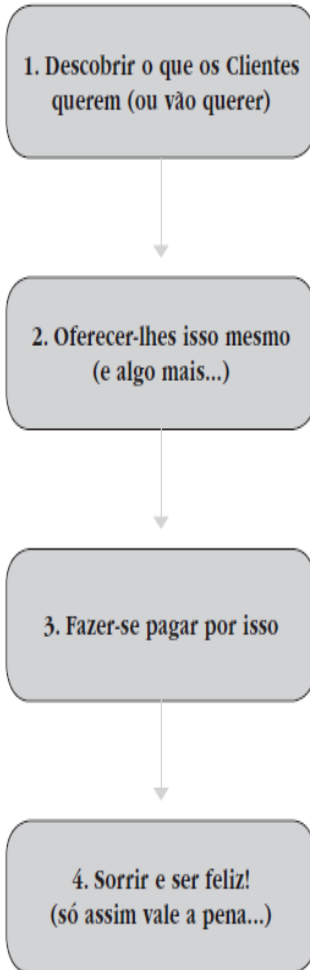 1. Descobrir o que os Clientes
querem (ou vão querer)
2. Oferecer-lhes isso mesmo
(e algo mais...)
3. Fazer-se pagar por isso
4. Sorrir e ser feliz!
(só assim vale a pena...)